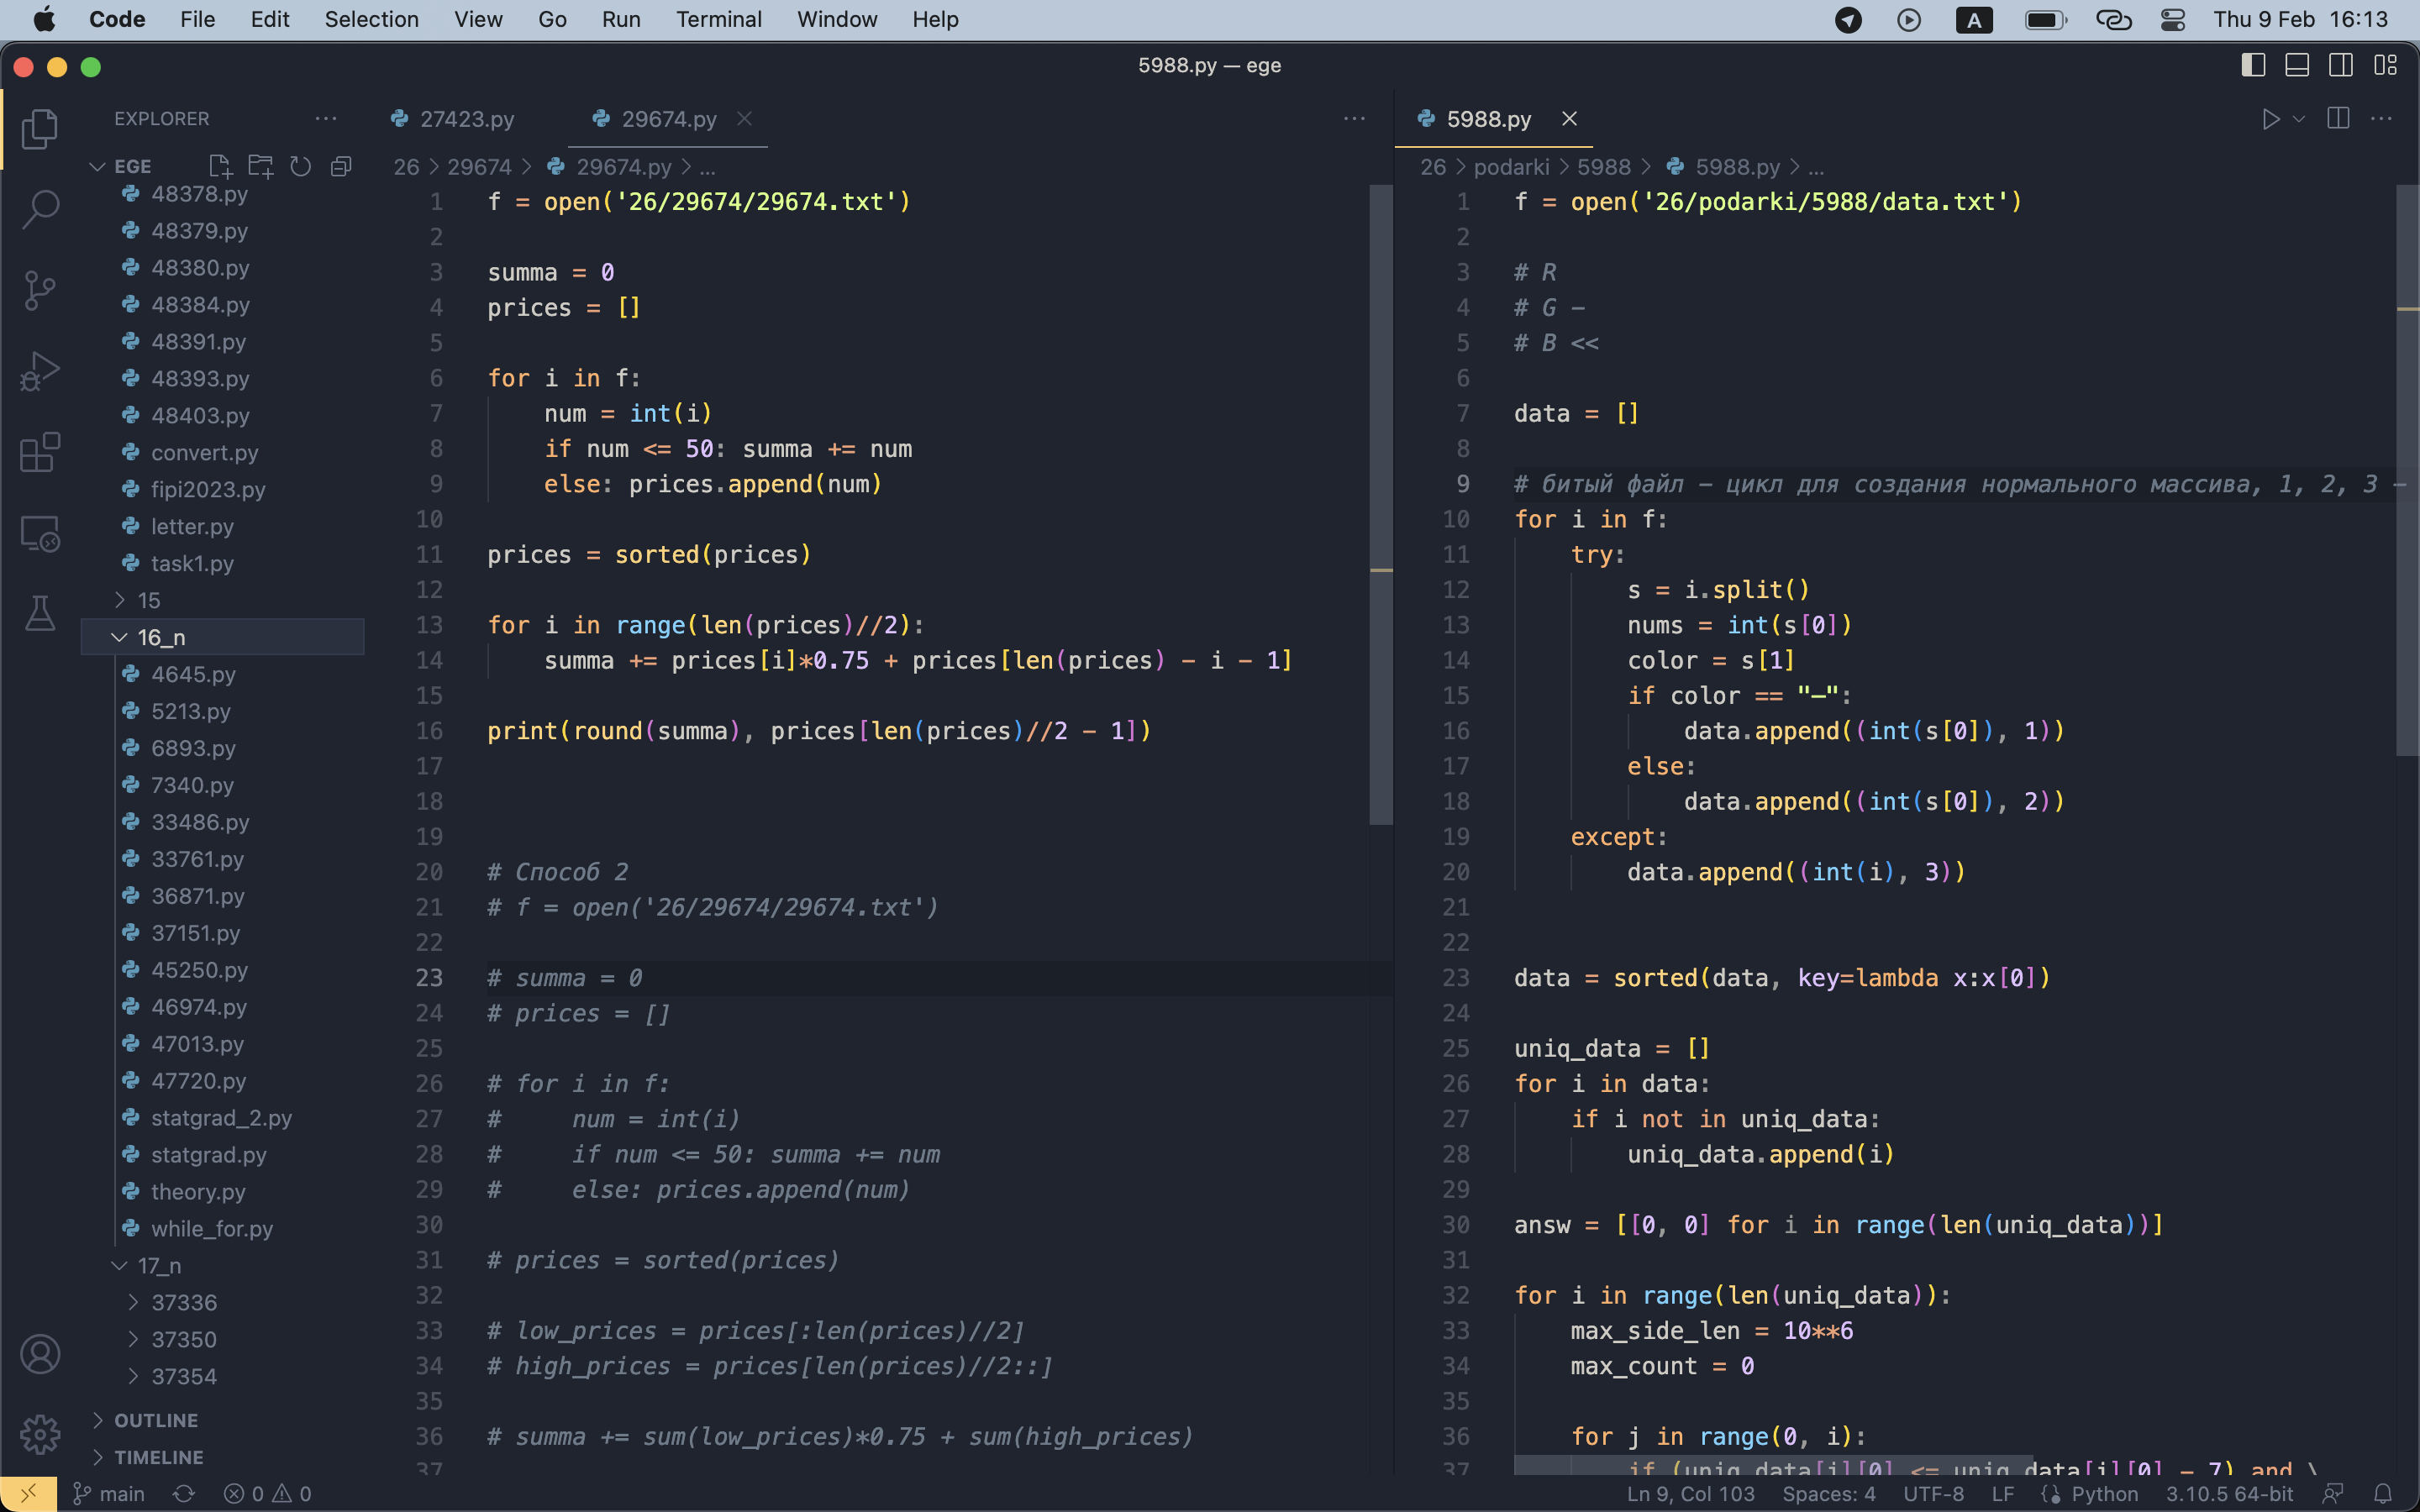 Code File Edit Selection View Go Run Terminal Window Help A Thu 9 Feb 16:13
5988.py — ege
EXPLORER
EGE
48378.py
48379.py
48380.py
48384.py
48391.py
48393.py
48403.py
convert.py
fipi2023.py
letter.py
task1.py
15
16_n
4645.py
5213.py
6893.py
7340.py
33486.py
33761.py
36871.py
37151.py
45250.py
46974.py
47013.py
47720.py
statgrad_2.py
statgrad.py
theory.py
while_for.py
17_n
37336
37350
37354
OUTLINE
TIMELINE
27423.py 29674.py
26 > 29674 > 29674.py > ...
1 f = open('26/29674/29674.txt')
2
3 summa = 0
4 prices = []
5
6 for i in f:
7     num = int(i)
8     if num <= 50: summa += num
9     else: prices.append(num)
10
11 prices = sorted(prices)
12
13 for i in range(len(prices)//2):
14     summa += prices[i]*0.75 + prices[len(prices) - i - 1]
15
16 print(round(summa), prices[len(prices)//2 - 1])
17
18
19
20 # Способ 2
21 # f = open('26/29674/29674.txt')
22
23 # summa = 0
24 # prices = []
25
26 # for i in f:
27 #     num = int(i)
28 #     if num <= 50: summa += num
29 #     else: prices.append(num)
30
31 # prices = sorted(prices)
32
33 # low_prices = prices[:len(prices)//2]
34 # high_prices = prices[len(prices)//2::]
35
36 # summa += sum(low_prices)*0.75 + sum(high_prices)
37
5988.py
26 > podarki > 5988 > 5988.py > ...
1 f = open('26/podarki/5988/data.txt')
2
3 # R
4 # G -
5 # B <<
6
7 data = []
8
9 # битый файл - цикл для создания нормального массива, 1, 2, 3 -
10 for i in f:
11     try:
12         s = i.split()
13         nums = int(s[0])
14         color = s[1]
15         if color == "—":
16             data.append((int(s[0]), 1))
17         else:
18             data.append((int(s[0]), 2))
19     except:
20         data.append((int(i), 3))
21
22
23 data = sorted(data, key=lambda x:x[0])
24
25 uniq_data = []
26 for i in data:
27     if i not in uniq_data:
28         uniq_data.append(i)
29
30 answ = [[0, 0] for i in range(len(uniq_data))]
31
32 for i in range(len(uniq_data)):
33     max_side_len = 10**6
34     max_count = 0
35
36     for j in range(0, i):
37         if (uniq_data[j][0] <= uniq_data[i][0] - 7) and \
main 0 0 Ln 9, Col 103 Spaces: 4 UTF-8 LF Python 3.10.5 64-bit